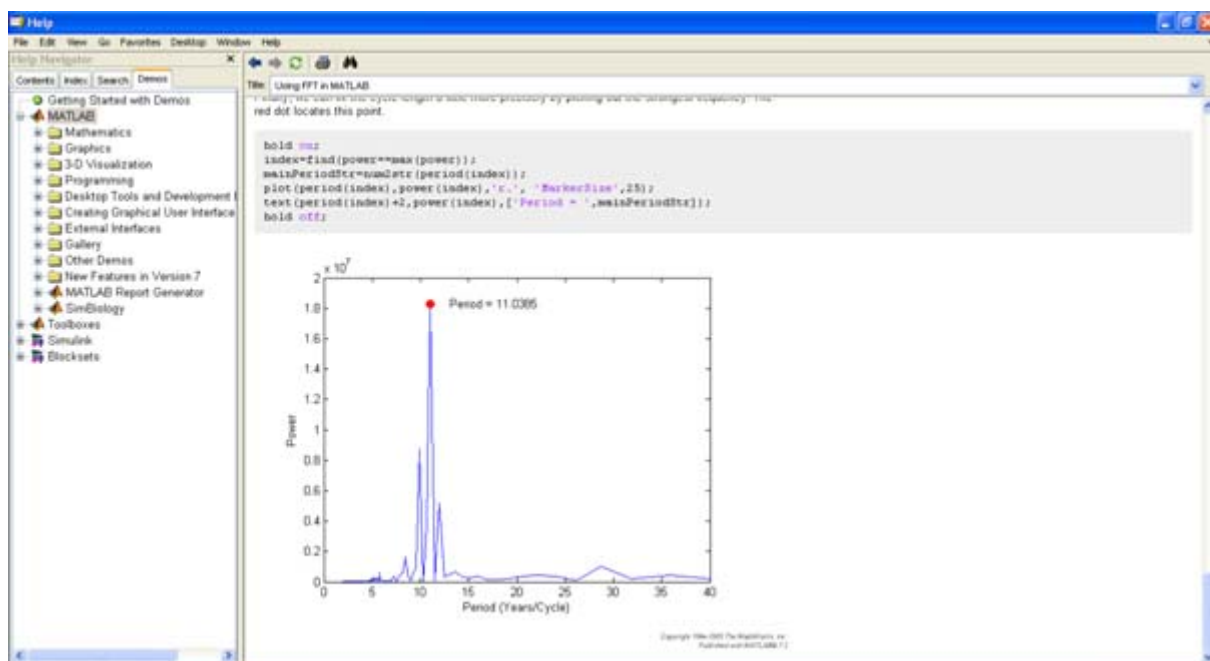 Help
File Edit View Go Favorites Desktop Window Help
Help Navigator
Contents Index Search Demos
Title: Using FFT in MATLAB
Getting Started with Demos
MATLAB
Mathematics
Graphics
3-D Visualization
Programming
Desktop Tools and Development
Creating Graphical User Interface
External Interfaces
Gallery
Other Demos
New Features in Version 7
MATLAB Report Generator
SimBiology
Toolboxes
Simulink
Blocksets
red dot locates this point.
hold on;
index=find(power==max(power));
mainPeriodStr=num2str(period(index));
plot(period(index),power(index),'r.', 'MarkerSize',25);
text(period(index)+2,power(index),['Period = ',mainPeriodStr]);
hold off;
× 10^7
2
1.8
Period = 11.0385
1.6
1.4
1.2
1
0.8
0.6
0.4
0.2
0
Power
0 5 10 15 20 25 30 35 40
Period (Years/Cycle)